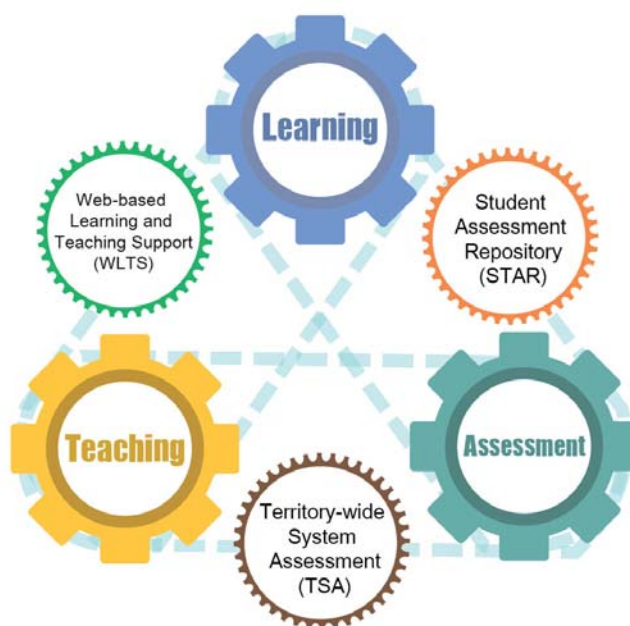 Learning
Web-based
Learning and
Teaching Support
(WLTS)
Student
Assessment
Repository
(STAR)
Teaching
Assessment
Territory-wide
System
Assessment
(TSA)